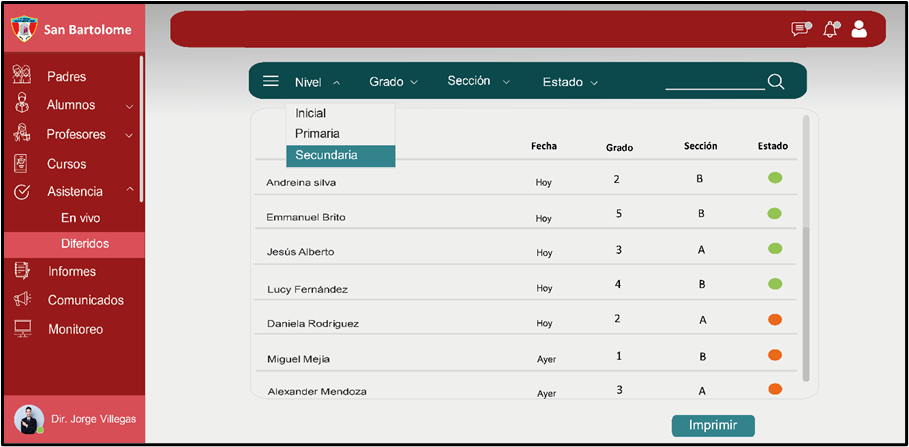 San Bartolome
Padres
Alumnos
Profesores
Cursos
Asistencia
En vivo
Diferidos
Informes
Comunicados
Monitoreo
Dir. Jorge Villegas
Nivel Grado Sección Estado
Inicial
Primaria
Secundaria
Fecha Grado Sección Estado
Andreina silva Hoy 2 B
Emmanuel Brito Hoy 5 B
Jesús Alberto Hoy 3 A
Lucy Fernández Hoy 4 B
Daniela Rodríguez Hoy 2 A
Miguel Mejía Ayer 1 B
Alexander Mendoza Ayer 3 A
Imprimir